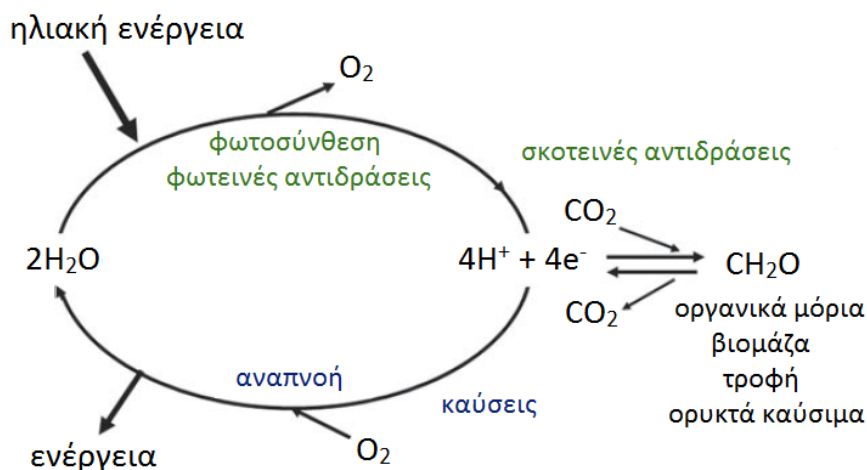 ηλιακή ενέργεια
O₂
φωτοσύνθεση
φωτεινές αντιδράσεις
σκοτεινές αντιδράσεις
CO₂
2H₂O
4H⁺ + 4e⁻
CH₂O
CO₂
οργανικά μόρια
βιομάζα
τροφή
ορυκτά καύσιμα
αναπνοή
καύσεις
O₂
ενέργεια